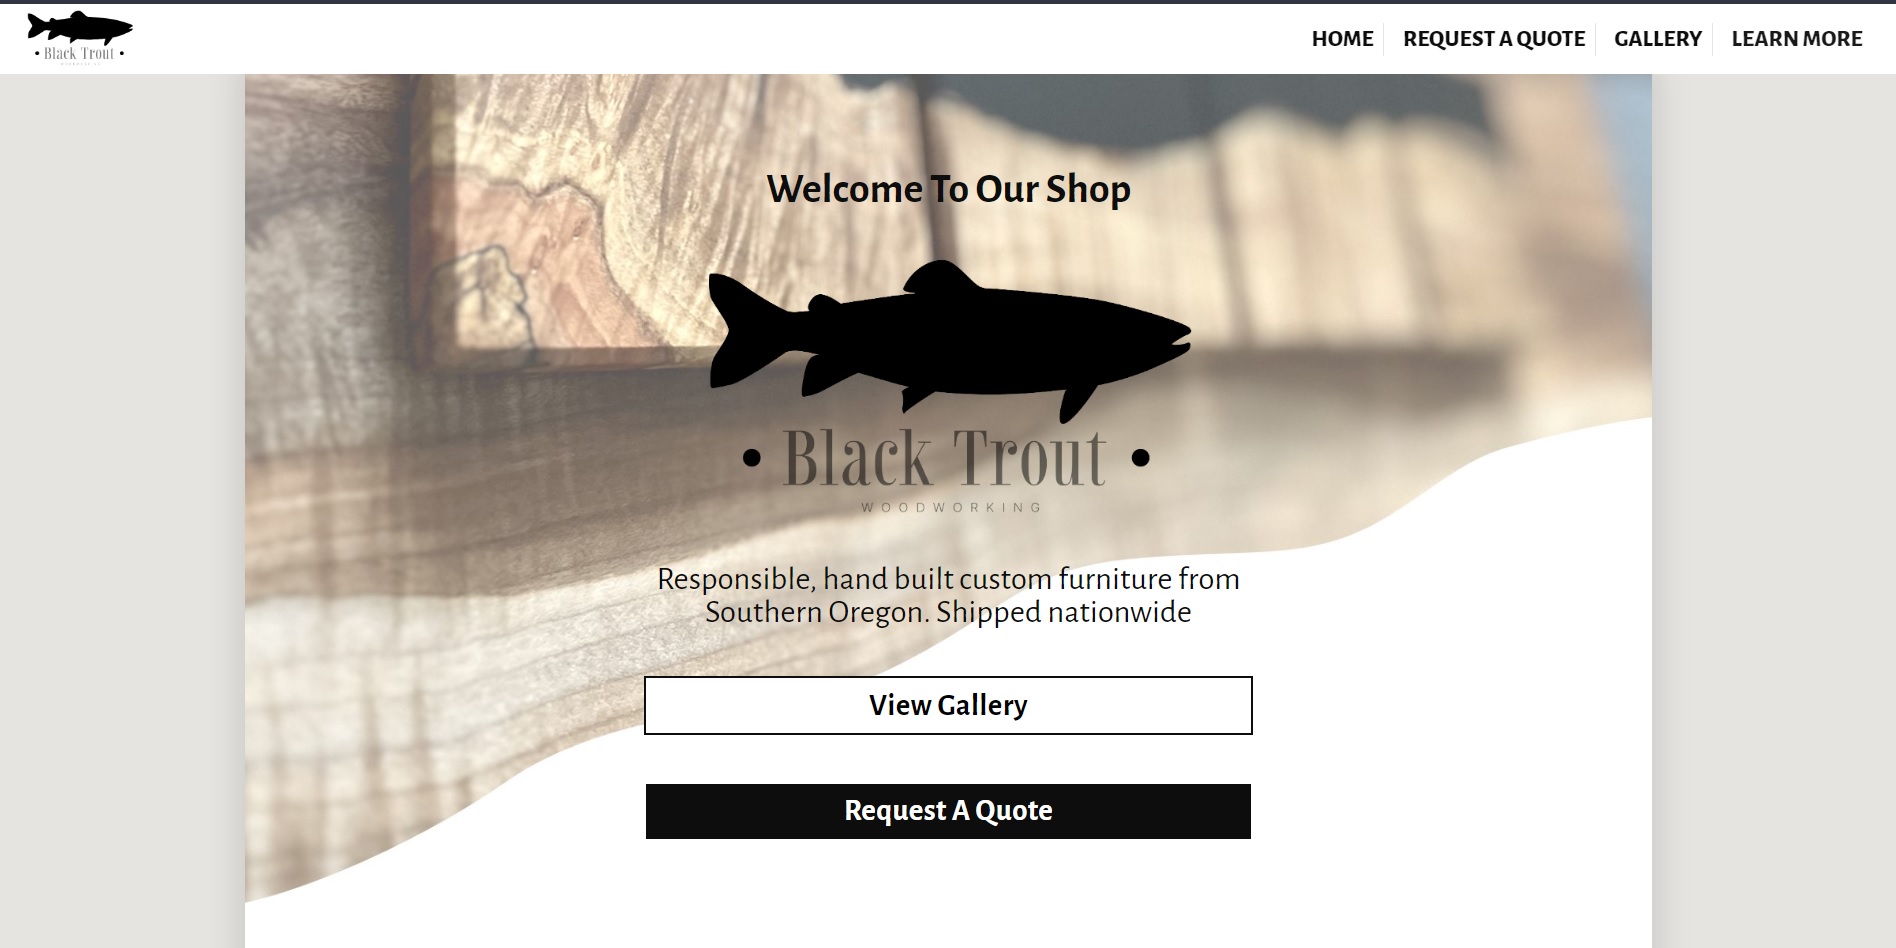 • Black Trout •
HOME
REQUEST A QUOTE
GALLERY
LEARN MORE
Welcome To Our Shop
• Black Trout •
WOODWORKING
Responsible, hand built custom furniture from
Southern Oregon. Shipped nationwide
View Gallery
Request A Quote